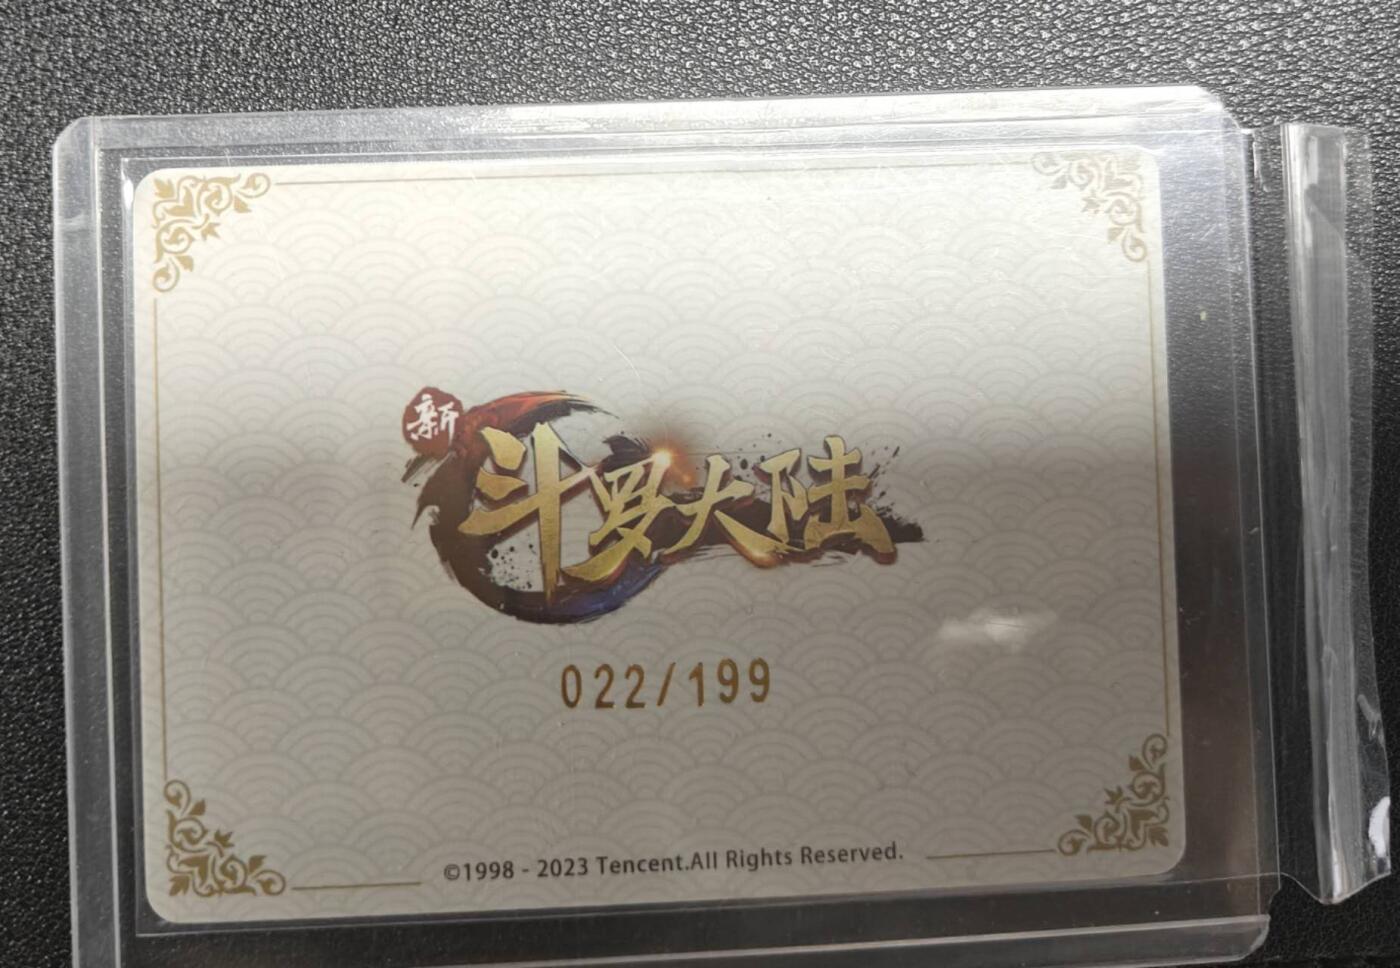 新
斗罗大陆
022/199
©1998 - 2023 Tencent.All Rights Reserved.